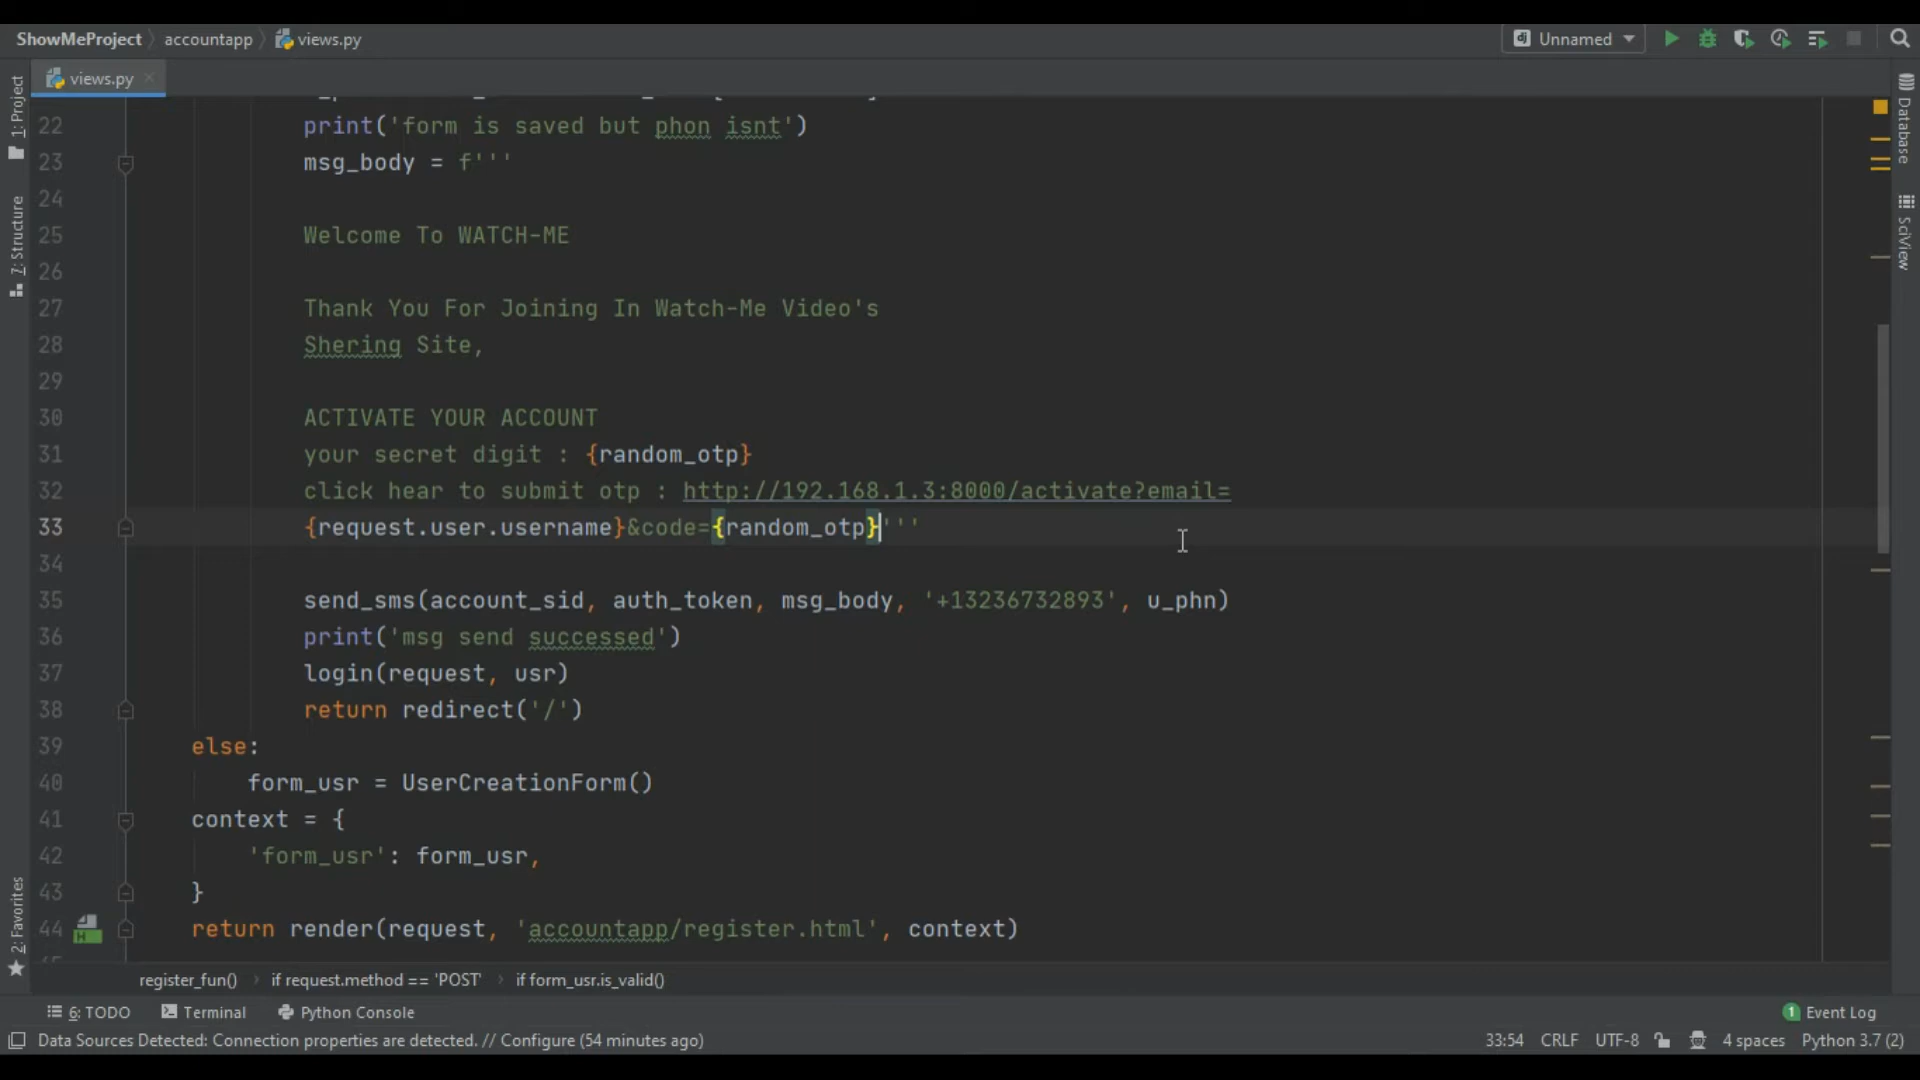 ShowMeProject accountapp views.py Unnamed
views.py
22 print('form is saved but phon isnt')
23 msg_body = f'''
24
25 Welcome To WATCH-ME
26
27 Thank You For Joining In Watch-Me Video's
28 Shering Site,
29
30 ACTIVATE YOUR ACCOUNT
31 your secret digit : {random_otp}
32 click hear to submit otp : http://192.168.1.3:8000/activate?email=
33 {request.user.username}&code={random_otp}'''
34
35 send_sms(account_sid, auth_token, msg_body, '+13236732893', u_phn)
36 print('msg send successed')
37 login(request, usr)
38 return redirect('/')
39 else:
40 form_usr = UserCreationForm()
41 context = {
42 'form_usr': form_usr,
43 }
44 return render(request, 'accountapp/register.html', context)
1: Project
7: Structure
2: Favorites
Database
SciView
register_fun() if request.method == 'POST' if form_usr.is_valid()
6: TODO Terminal Python Console 1 Event Log
Data Sources Detected: Connection properties are detected. // Configure (54 minutes ago) 33:54 CRLF UTF-8 4 spaces Python 3.7 (2)